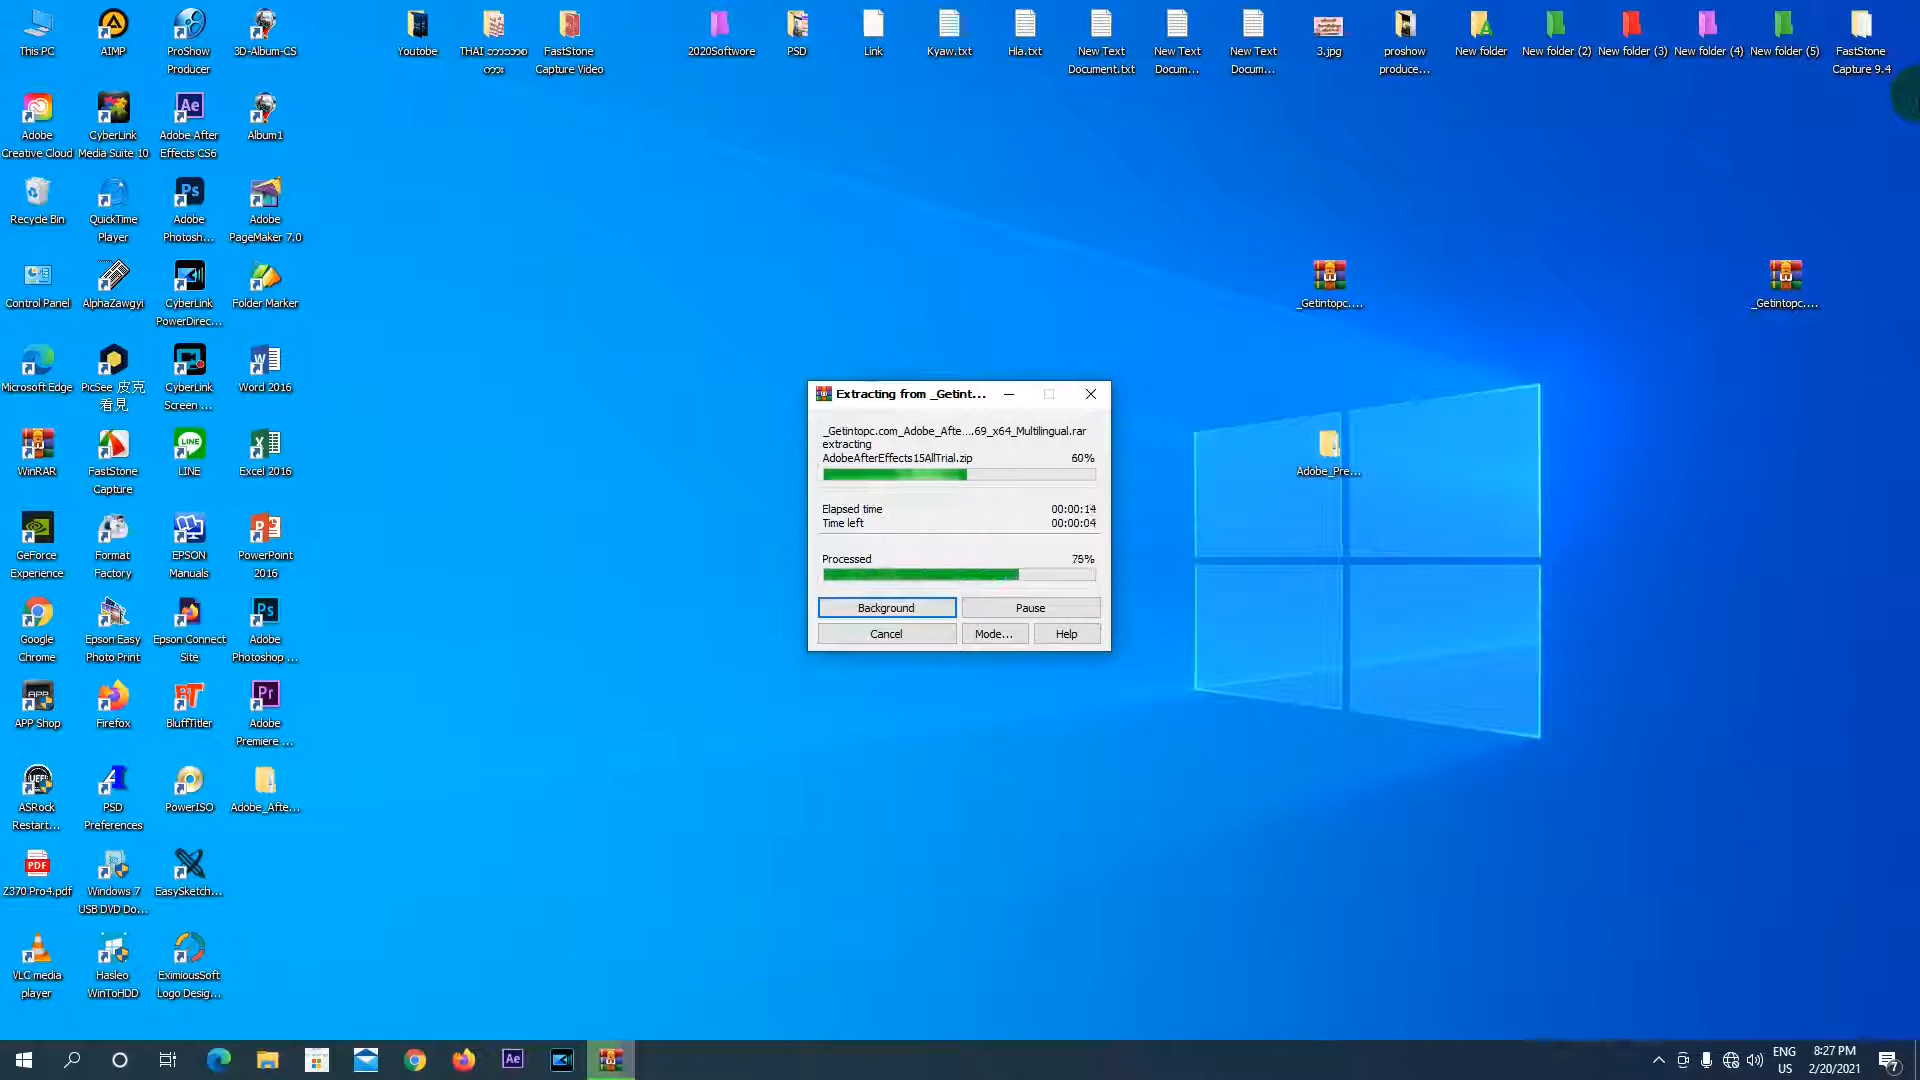 This PC
AIMP
ProShow
Producer
3D-Album-CS
Youtube
FastStone
Capture Video
2020Softwore
PSD
Link
Kyaw.txt
Hla.txt
New Text
Document.txt
New Text
Docum...
New Text
Docum...
3.jpg
proshow
produce...
New folder
New folder (2)
New folder (3)
New folder (4)
New folder (5)
FastStone
Capture 9.4
Adobe
Creative Cloud
CyberLink
Media Suite 10
Adobe After
Effects CS6
Album1
Recycle Bin
QuickTime
Player
Adobe
Photosh...
Adobe
PageMaker 7.0
Control Panel
AlphaZawgyi
CyberLink
PowerDirec...
Folder Marker
_Getintopc....
_Getintopc....
Microsoft Edge
PicSee 皮克
看見
CyberLink
Screen ...
Word 2016
WinRAR
FastStone
Capture
LINE
Excel 2016
Adobe_Pre...
GeForce
Experience
Format
Factory
EPSON
Manuals
PowerPoint
2016
Google
Chrome
Epson Easy
Photo Print
Epson Connect
Site
Adobe
Photoshop ...
APP Shop
Firefox
BluffTitler
Adobe
Premiere ...
ASRock
Restart...
PSD
Preferences
PowerISO
Adobe_Afte...
Z370 Pro4.pdf
Windows 7
USB DVD Do...
EasySketch...
VLC media
player
Hasleo
WinToHDD
EximiousSoft
Logo Desig...
Extracting from _Getint...
_Getintopc.com_Adobe_Afte....69_x64_Multilingual.rar
extracting
AdobeAfterEffects15AllTrial.zip 60%
Elapsed time 00:00:14
Time left 00:00:04
Processed 75%
Background Pause
Cancel Mode... Help
ENG
US
8:27 PM
2/20/2021
7